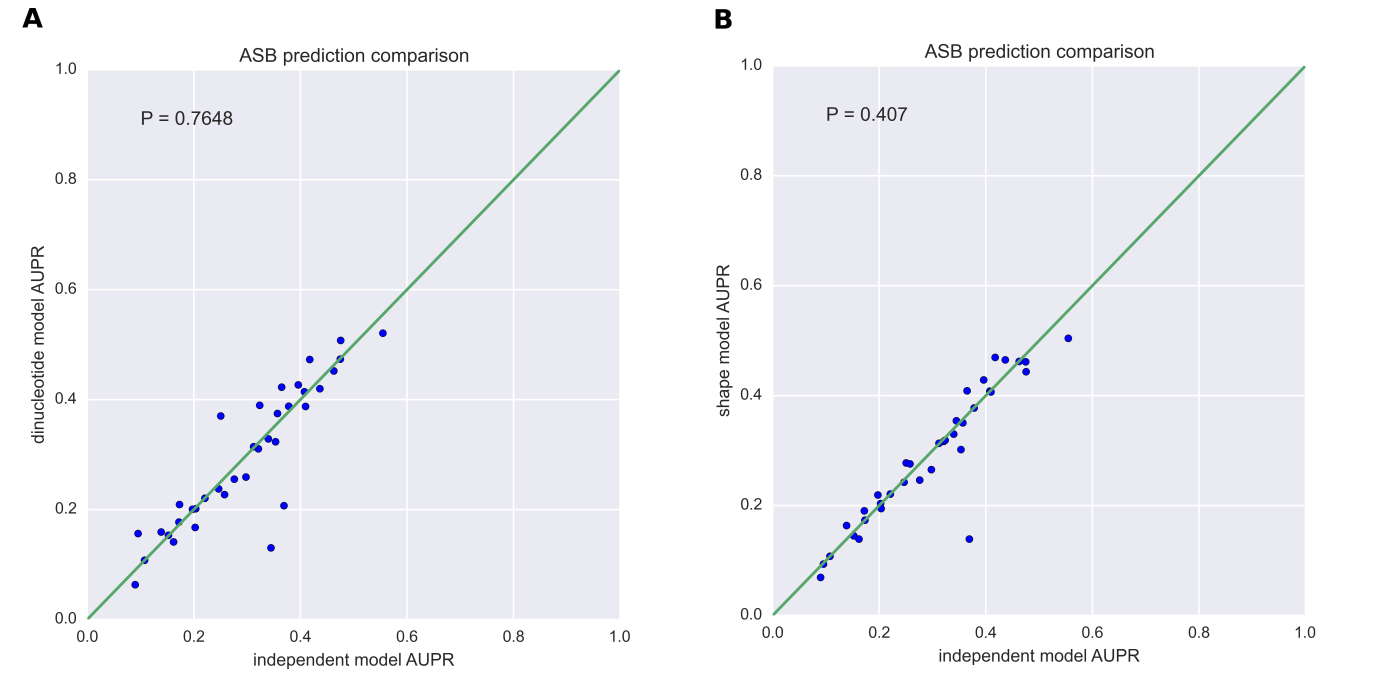 A
ASB prediction comparison
P = 0.7648
dinucleotide model AUPR
1.0
0.8
0.6
0.4
0.2
0.0
0.0 0.2 0.4 0.6 0.8 1.0
independent model AUPR
B
ASB prediction comparison
P = 0.407
shape model AUPR
1.0
0.8
0.6
0.4
0.2
0.0
0.0 0.2 0.4 0.6 0.8 1.0
independent model AUPR